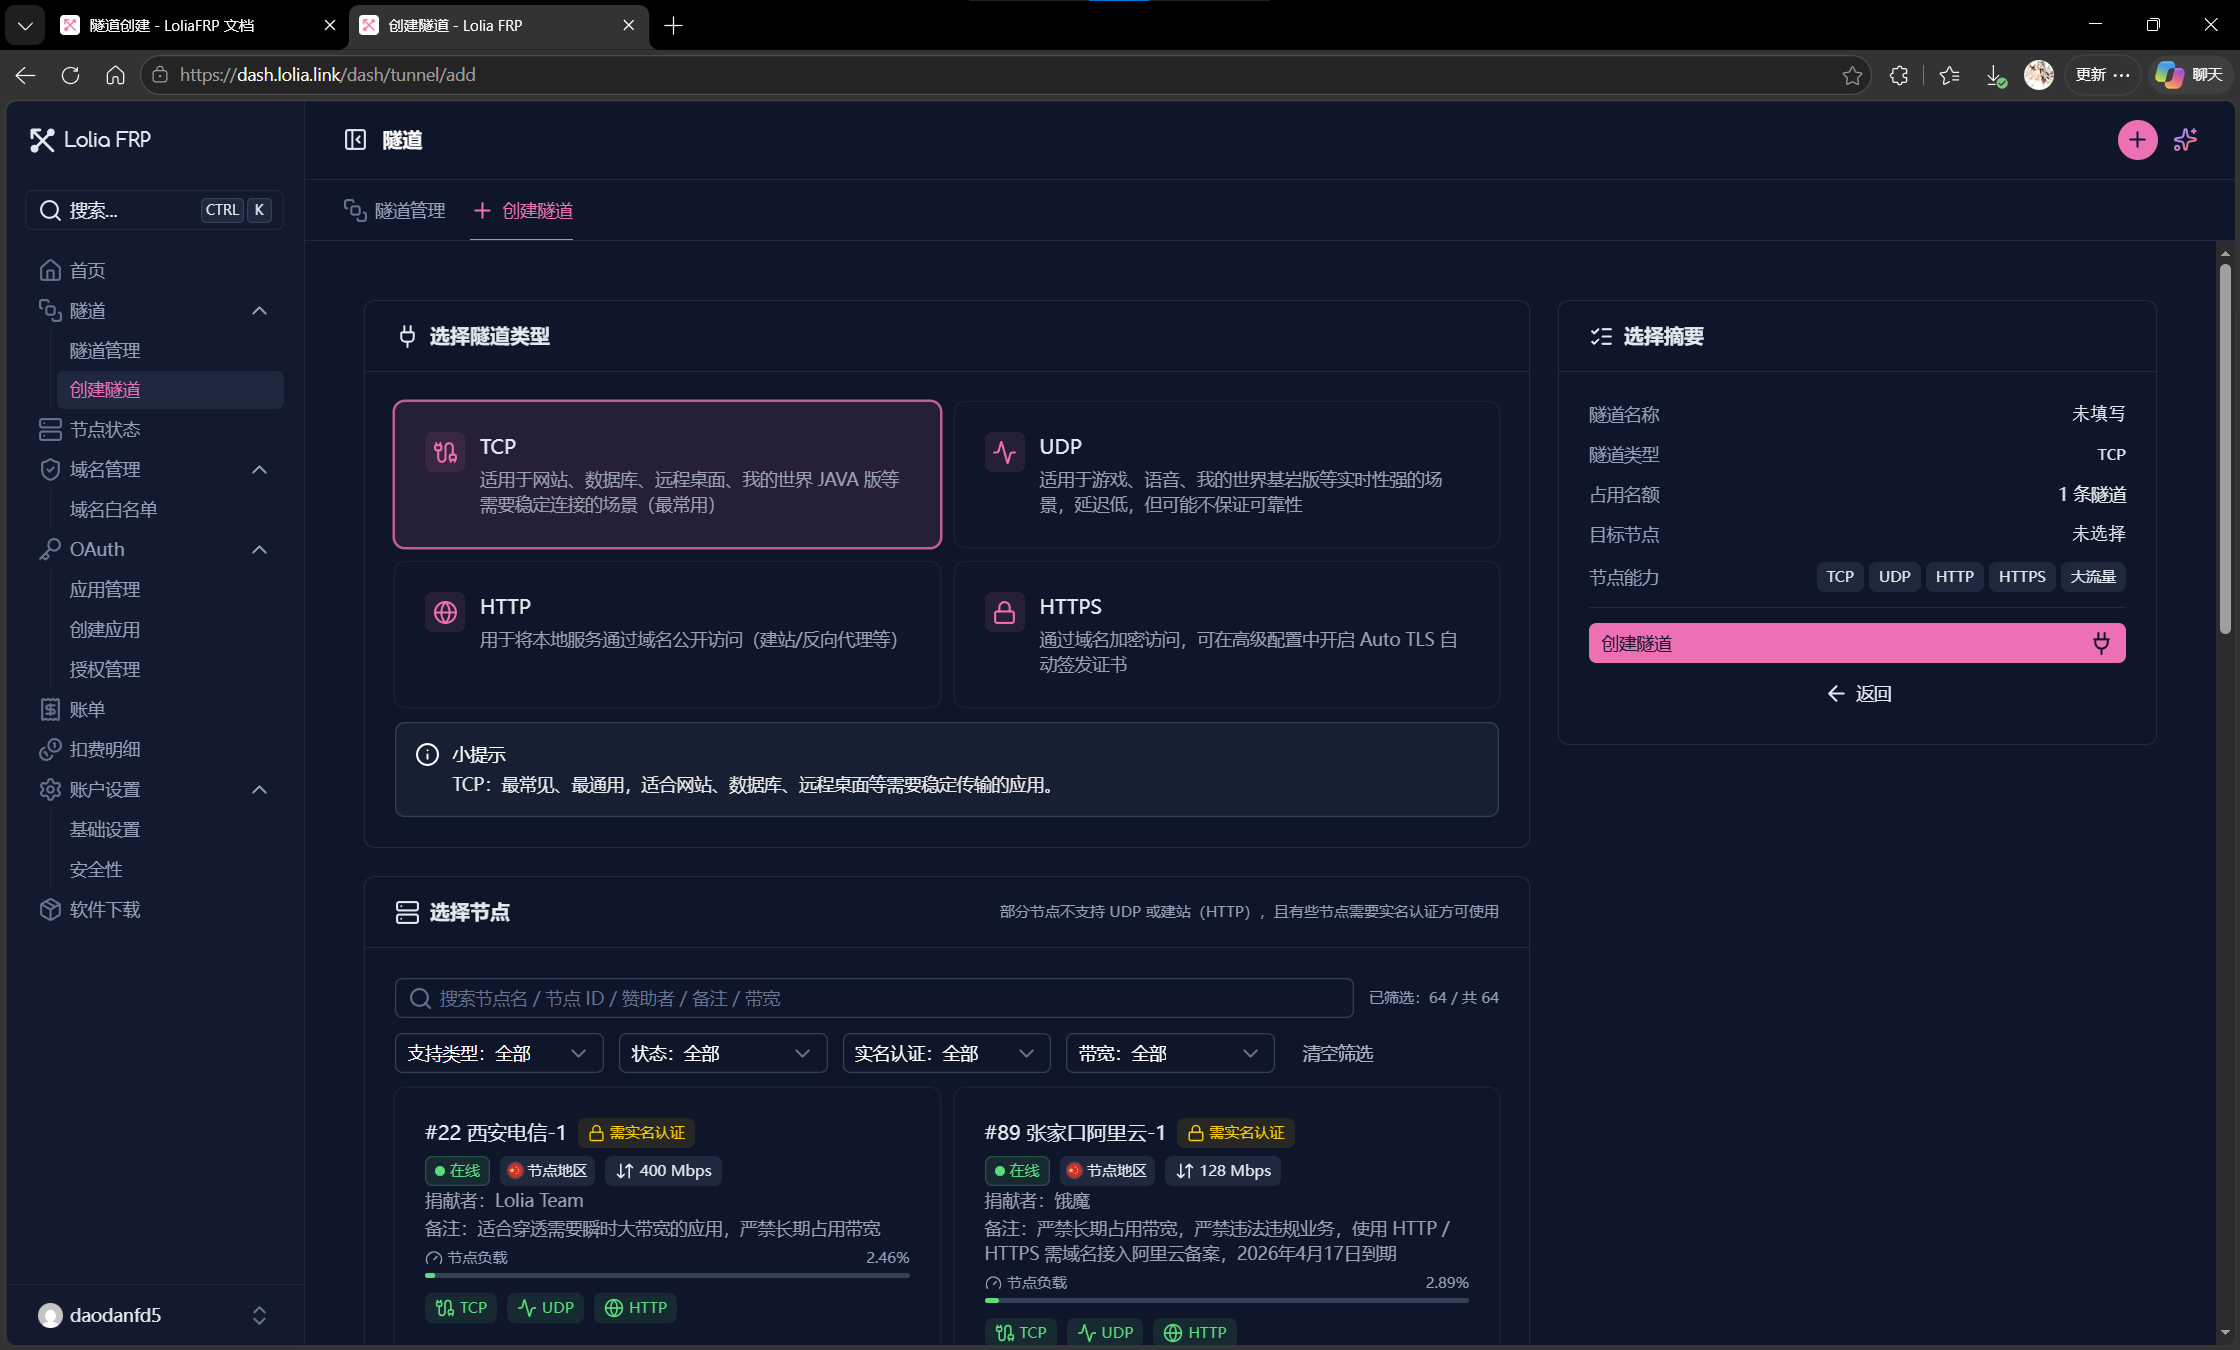 隧道创建 - LoliaFRP 文档
创建隧道 - Lolia FRP
https://dash.lolia.link/dash/tunnel/add
更新
聊天
Lolia FRP
搜索...
CTRL
K
首页
隧道
隧道管理
创建隧道
节点状态
域名管理
域名白名单
OAuth
应用管理
创建应用
授权管理
账单
扣费明细
账户设置
基础设置
安全性
软件下载
daodanfd5
隧道
隧道管理
创建隧道
选择隧道类型
TCP
适用于网站、数据库、远程桌面、我的世界 JAVA 版等
需要稳定连接的场景（最常用）
UDP
适用于游戏、语音、我的世界基岩版等实时性强的场
景，延迟低，但可能不保证可靠性
HTTP
用于将本地服务通过域名公开访问（建站/反向代理等）
HTTPS
通过域名加密访问，可在高级配置中开启 Auto TLS 自
动签发证书
小提示
TCP：最常见、最通用，适合网站、数据库、远程桌面等需要稳定传输的应用。
选择摘要
隧道名称
未填写
隧道类型
TCP
占用名额
1 条隧道
目标节点
未选择
节点能力
TCP
UDP
HTTP
HTTPS
大流量
创建隧道
返回
选择节点
部分节点不支持 UDP 或建站（HTTP），且有些节点需要实名认证方可使用
搜索节点名 / 节点 ID / 赞助者 / 备注 / 带宽
已筛选：64 / 共 64
支持类型：全部
状态：全部
实名认证：全部
带宽：全部
清空筛选
#22 西安电信-1
需实名认证
在线
节点地区
400 Mbps
捐献者：Lolia Team
备注：适合穿透需要瞬时大带宽的应用，严禁长期占用带宽
节点负载
2.46%
TCP
UDP
HTTP
#89 张家口阿里云-1
需实名认证
在线
节点地区
128 Mbps
捐献者：饿魔
备注：严禁长期占用带宽，严禁违法违规业务，使用 HTTP /
HTTPS 需域名接入阿里云备案，2026年4月17日到期
节点负载
2.89%
TCP
UDP
HTTP